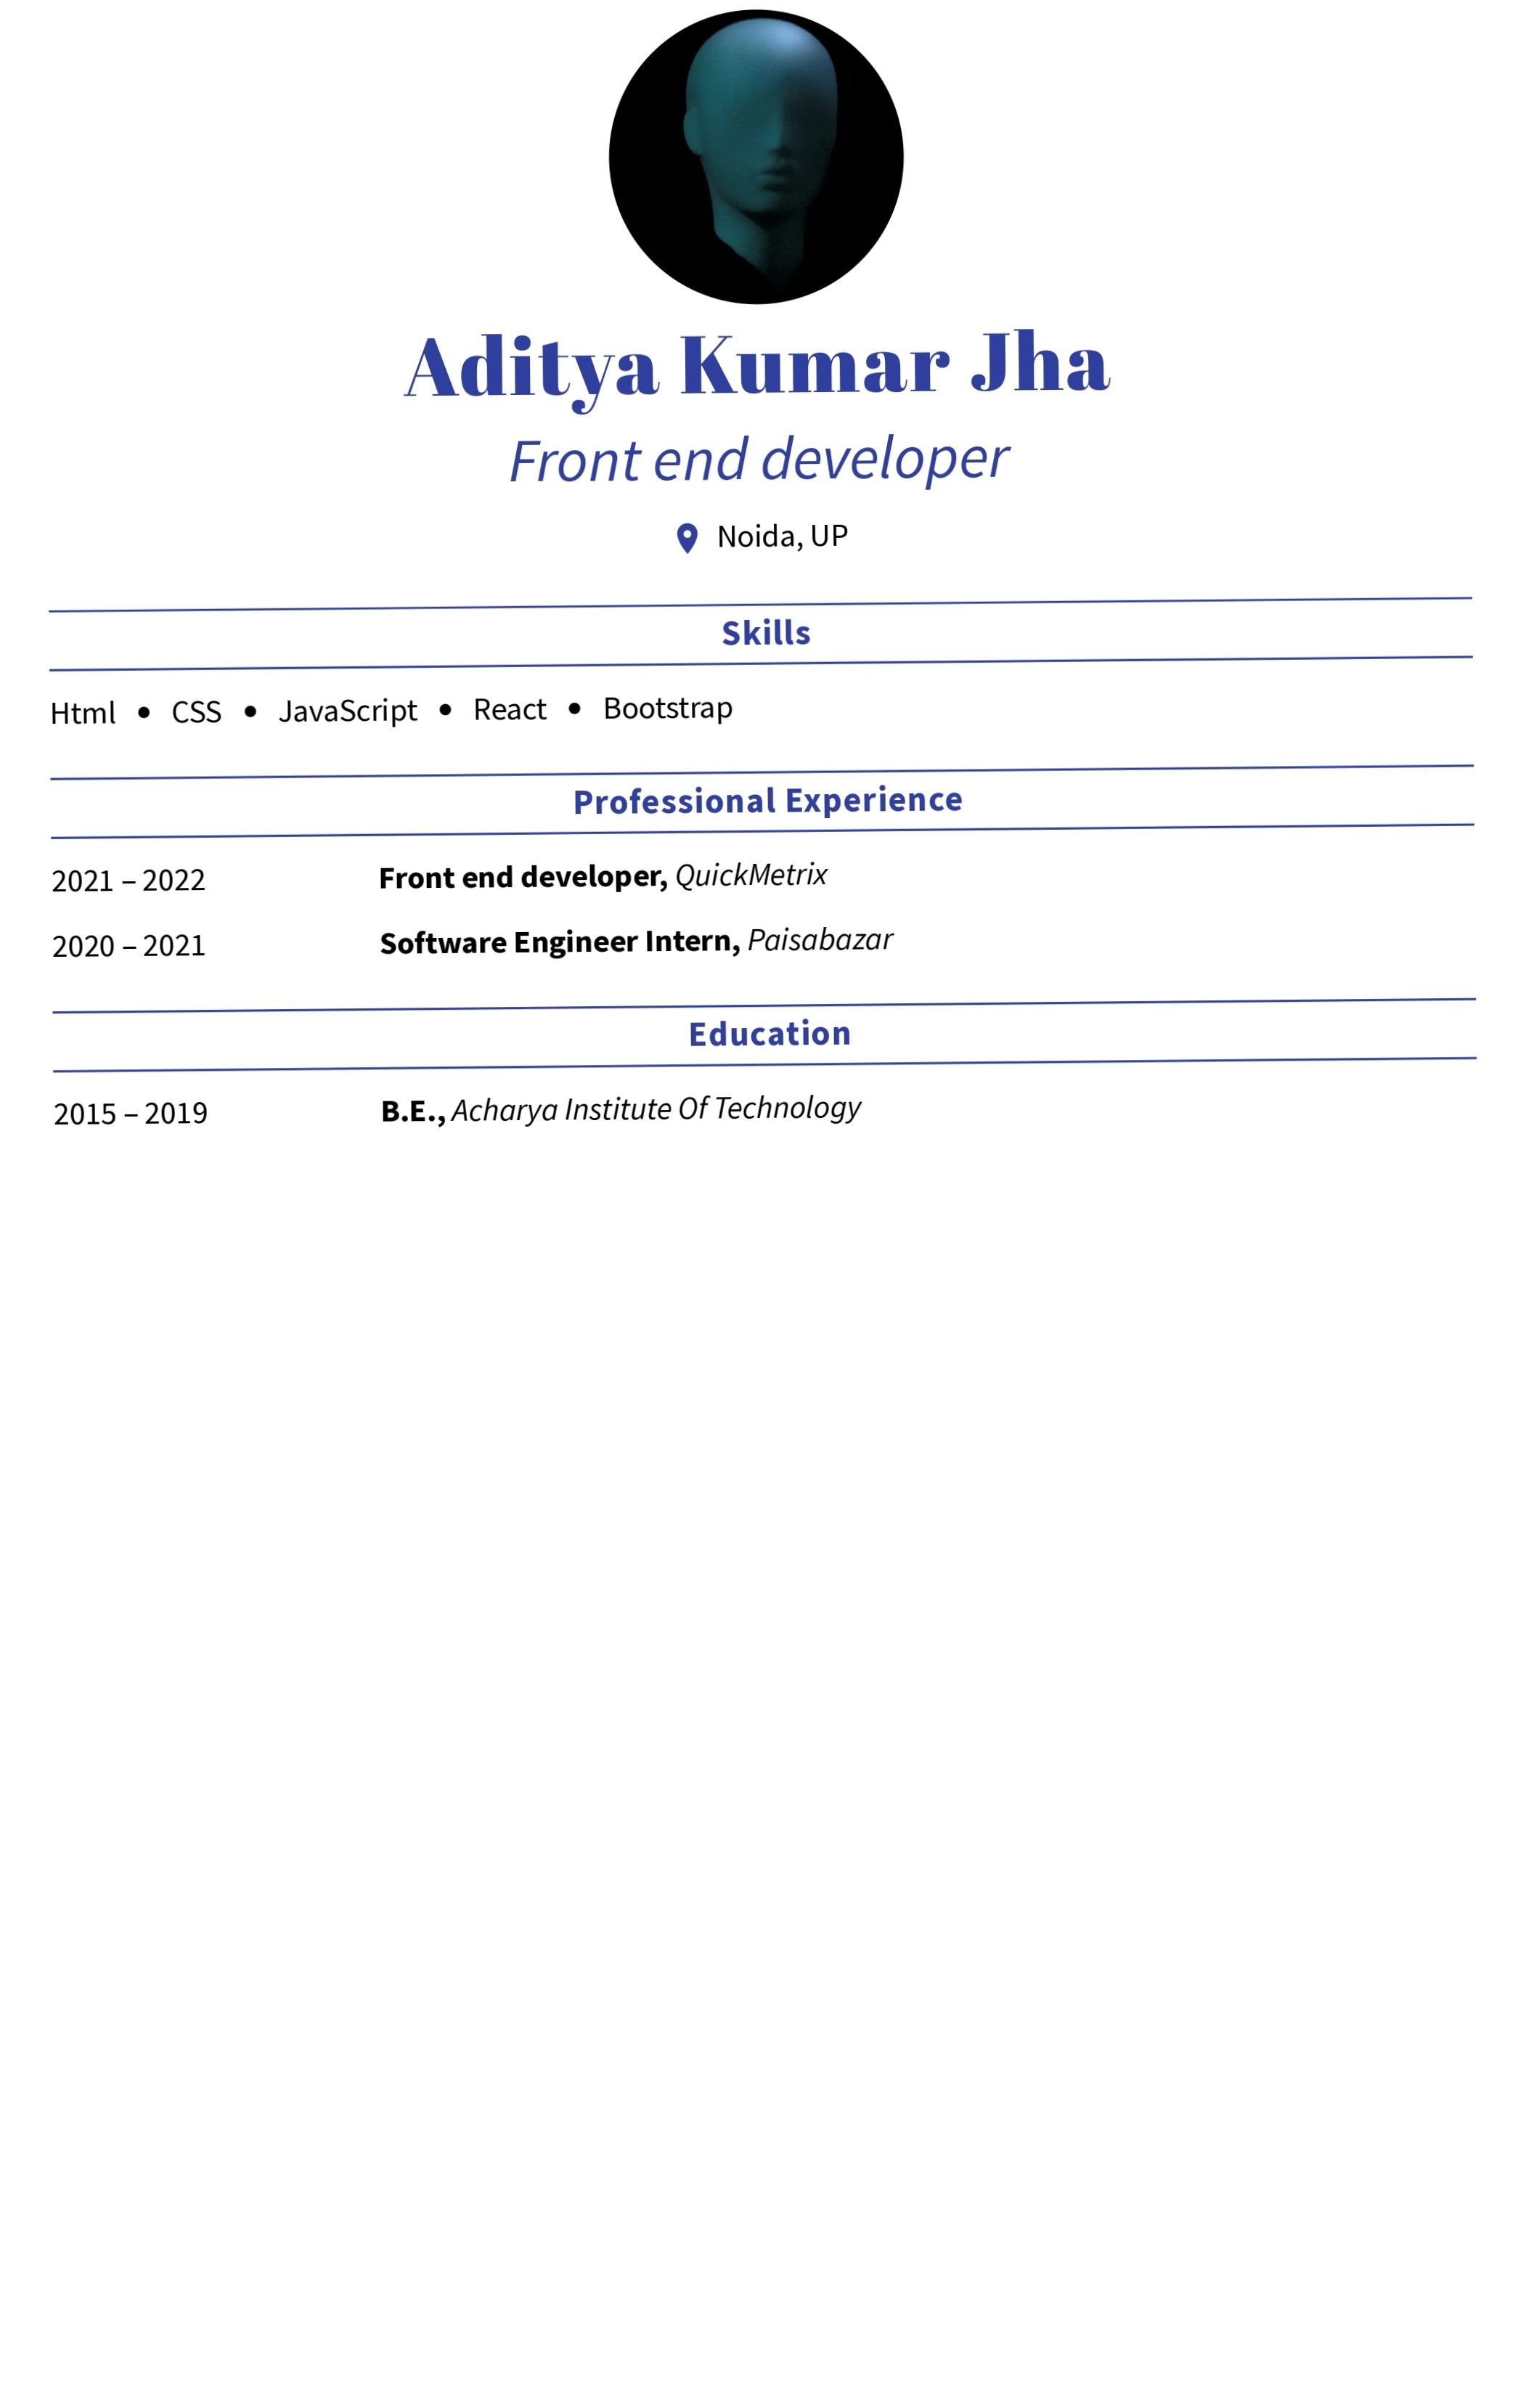 Aditya Kumar Jha
Front end developer
Noida, UP
Skills
Html • CSS • JavaScript • React • Bootstrap
Professional Experience
2021 – 2022 Front end developer, QuickMetrix
2020 – 2021 Software Engineer Intern, Paisabazar
Education
2015 – 2019 B.E., Acharya Institute Of Technology